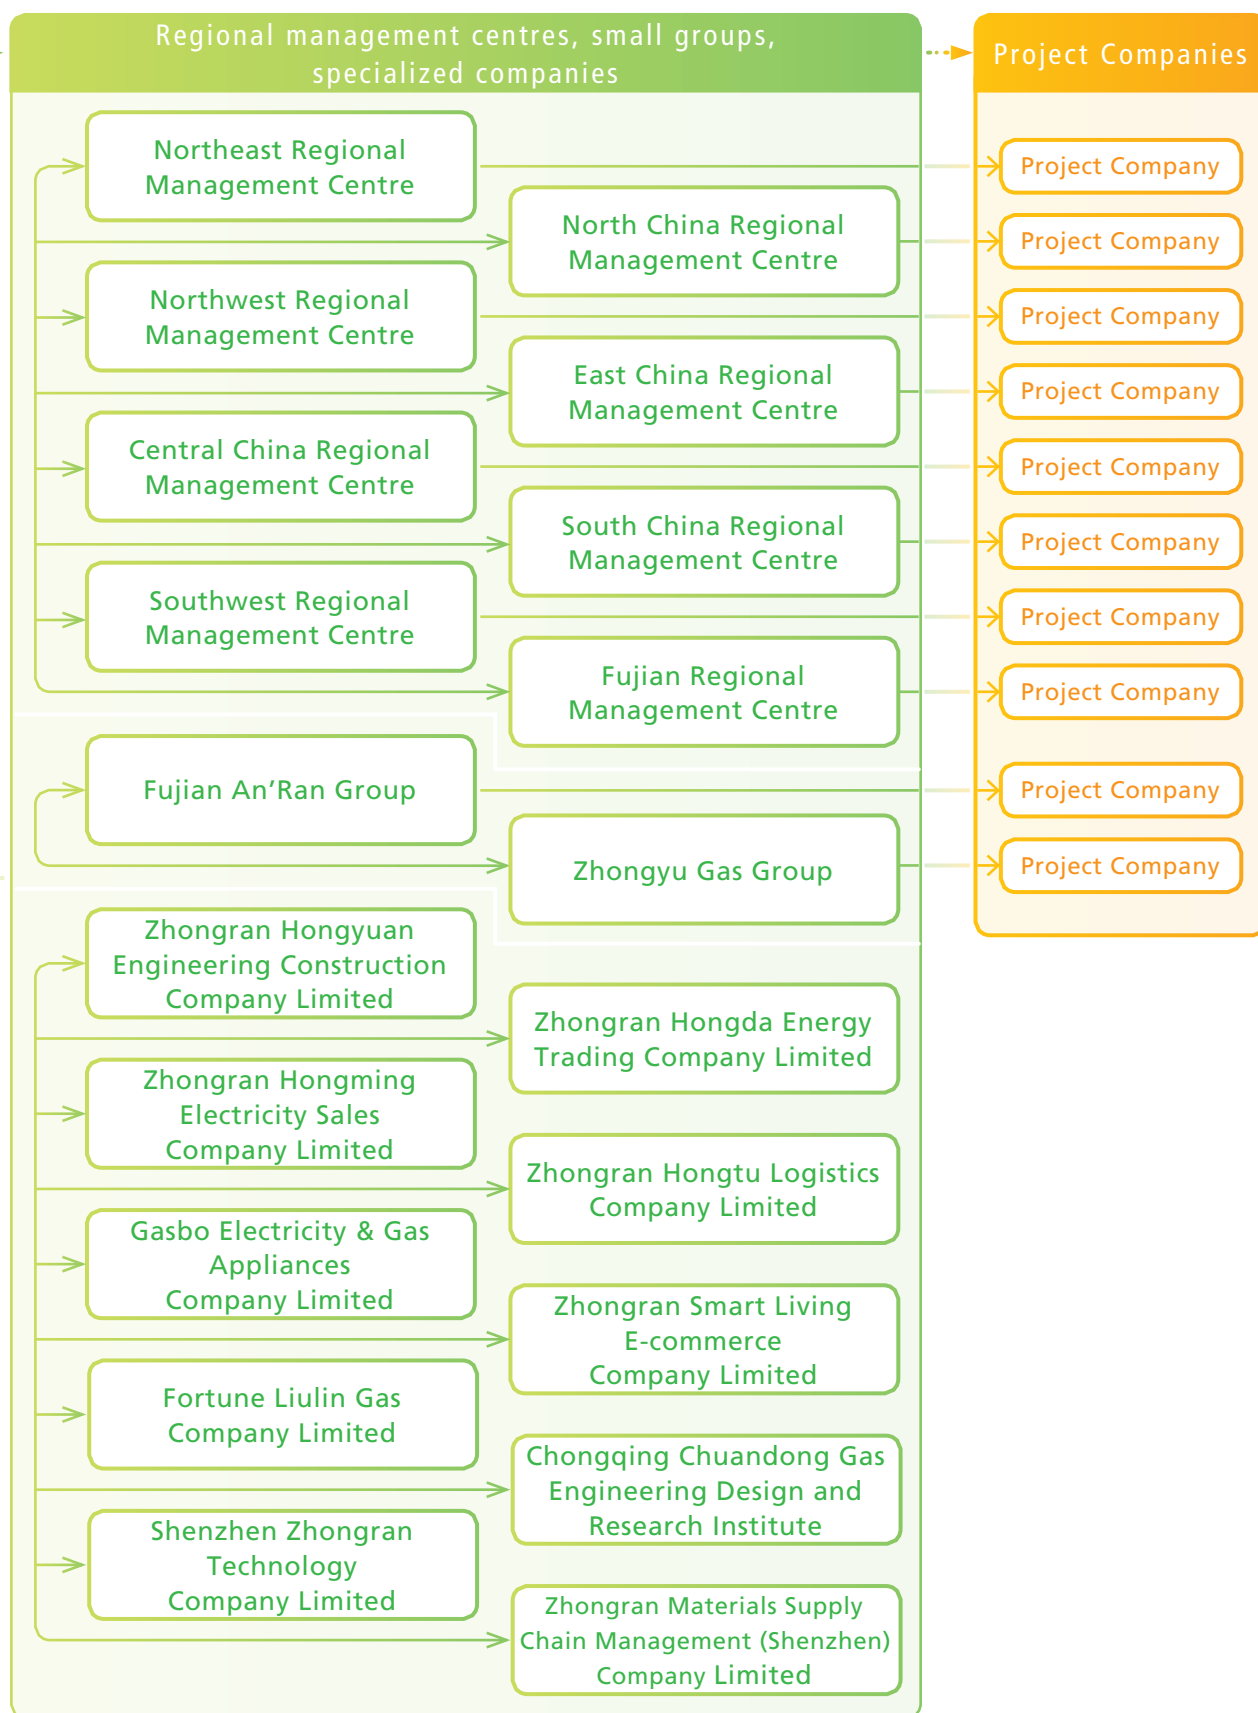 Regional management centres, small groups,
specialized companies
Project Companies
Northeast Regional
Management Centre
Project Company
North China Regional
Management Centre
Project Company
Northwest Regional
Management Centre
Project Company
East China Regional
Management Centre
Project Company
Central China Regional
Management Centre
Project Company
South China Regional
Management Centre
Project Company
Southwest Regional
Management Centre
Project Company
Fujian Regional
Management Centre
Project Company
Fujian An’Ran Group
Project Company
Zhongyu Gas Group
Project Company
Zhongran Hongyuan
Engineering Construction
Company Limited
Zhongran Hongda Energy
Trading Company Limited
Zhongran Hongming
Electricity Sales
Company Limited
Zhongran Hongtu Logistics
Company Limited
Gasbo Electricity & Gas
Appliances
Company Limited
Zhongran Smart Living
E-commerce
Company Limited
Fortune Liulin Gas
Company Limited
Chongqing Chuandong Gas
Engineering Design and
Research Institute
Shenzhen Zhongran
Technology
Company Limited
Zhongran Materials Supply
Chain Management (Shenzhen)
Company Limited